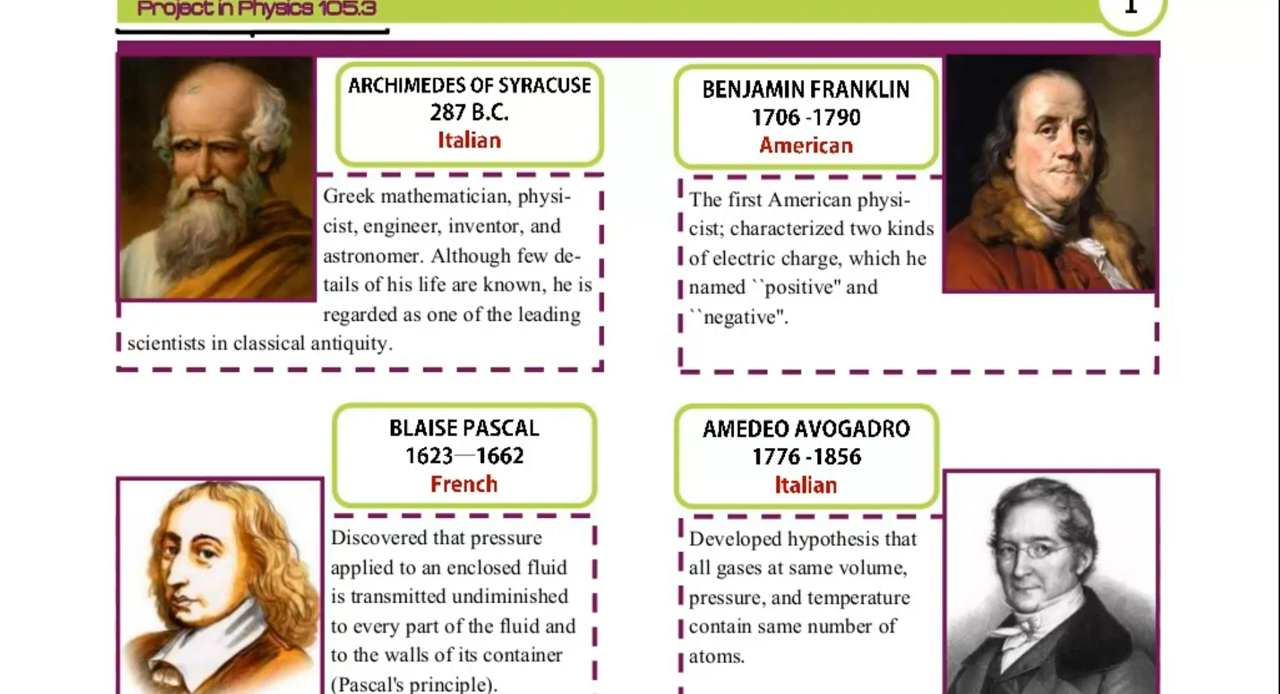 Project in Physics 105.3
1
ARCHIMEDES OF SYRACUSE
287 B.C.
Italian
Greek mathematician, physi-
cist, engineer, inventor, and
astronomer. Although few de-
tails of his life are known, he is
regarded as one of the leading
scientists in classical antiquity.
BENJAMIN FRANKLIN
1706 -1790
American
The first American physi-
cist; characterized two kinds
of electric charge, which he
named ``positive" and
``negative".
BLAISE PASCAL
1623—1662
French
Discovered that pressure
applied to an enclosed fluid
is transmitted undiminished
to every part of the fluid and
to the walls of its container
(Pascal's principle).
AMEDEO AVOGADRO
1776 -1856
Italian
Developed hypothesis that
all gases at same volume,
pressure, and temperature
contain same number of
atoms.